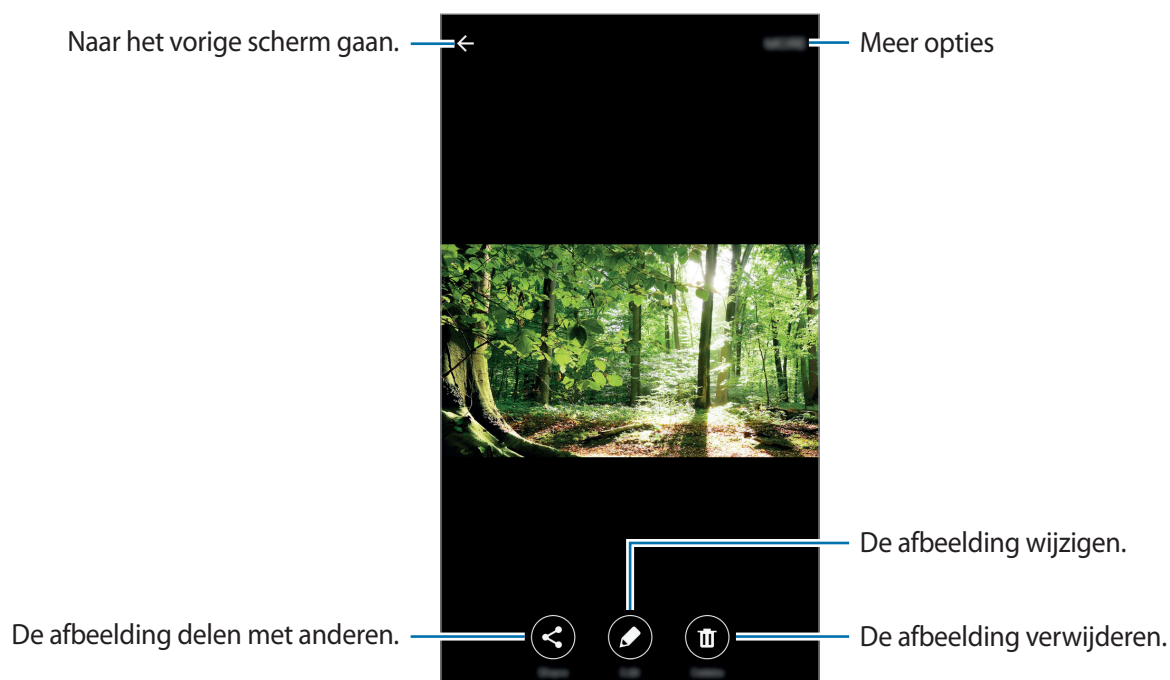 Naar het vorige scherm gaan.
Meer opties
De afbeelding wijzigen.
De afbeelding delen met anderen.
De afbeelding verwijderen.